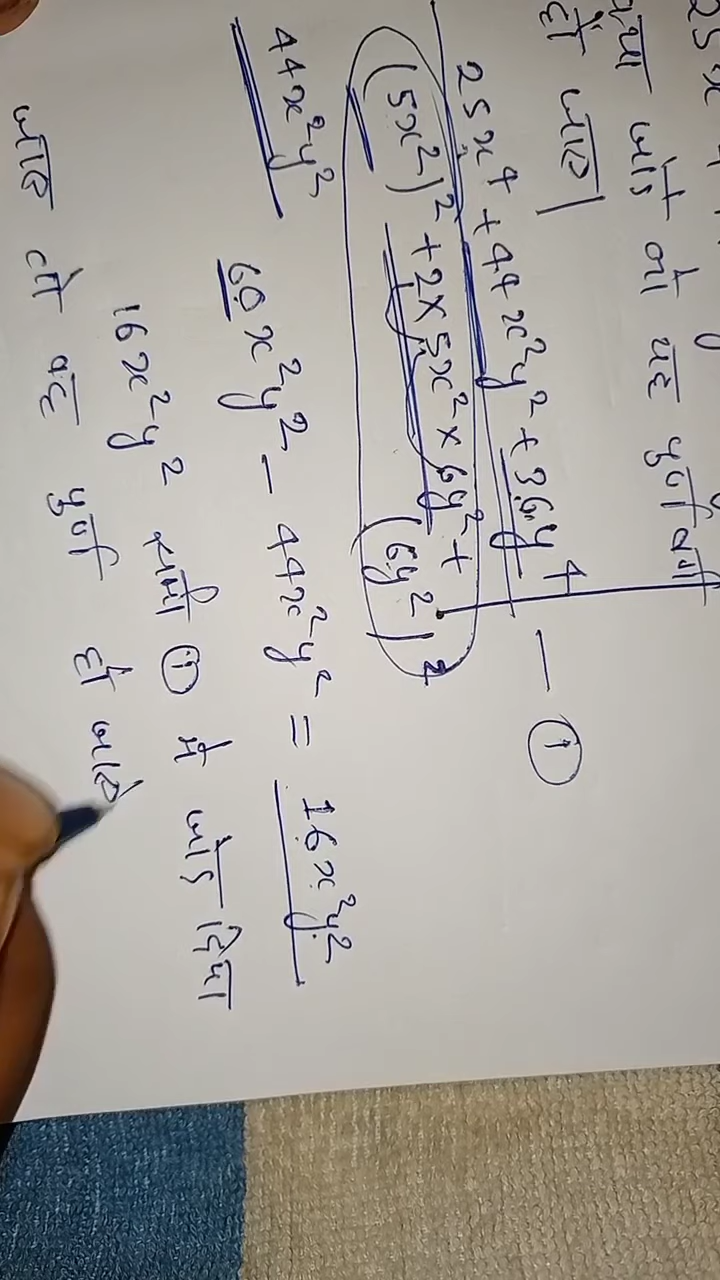 25x⁴
क्या जोड़ें जो यह पूर्ण वर्ग
हो जाए।
25x⁴ + 44x²y² + 36y⁴ — ①
(5x²)² + 2 × 5x² × 6y² + (6y²)²
44x²y²
60x²y² - 44x²y² = 16x²y²
16x²y² समी ① में जोड़ दिया
जाए तो वह पूर्ण हो जाए